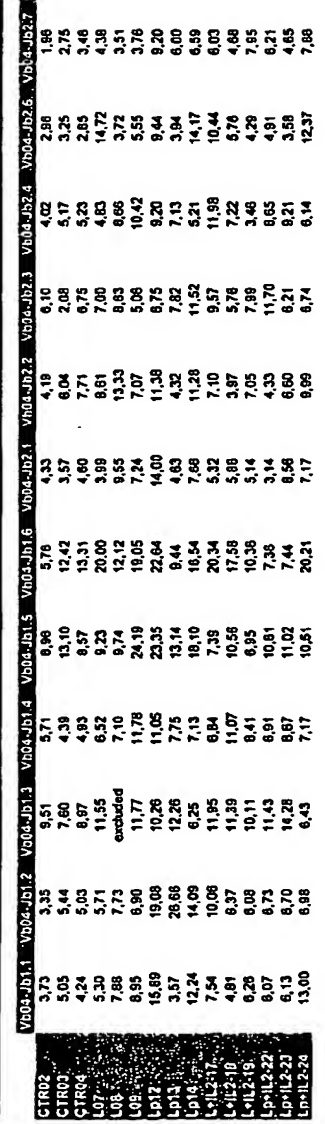 Vb04-Jb1.1 Vb04-Jb1.2 Vb04-Jb1.3 Vb04-Jb1.4 Vb04-Jb1.5 Vb04-Jb1.6 Vb04-Jb2.1 Vb04-Jb2.2 Vb04-Jb2.3 Vb04-Jb2.4 Vb04-Jb2.6 Vb04-Jb2.7
CTR02 3,73 3,35 9,51 5,71 8,96 5,76 4,33 4,19 6,10 4,02 2,96 1,96
CTR03 5,05 5,44 7,60 4,39 13,10 12,42 3,57 6,04 2,08 5,17 3,25 2,75
CTR04 4,24 5,03 8,97 4,93 8,57 13,31 4,60 7,71 6,75 5,23 2,65 3,46
L07 5,30 5,71 11,55 6,52 9,23 20,00 3,99 8,61 7,00 4,83 14,72 4,38
L08 7,88 7,73 excluded 7,10 9,74 12,12 9,55 13,33 8,63 8,66 3,72 3,51
L09 8,95 6,90 11,77 11,78 24,19 19,05 7,24 7,07 5,06 10,42 5,55 3,76
Lp12 15,89 19,08 10,26 11,05 23,35 22,64 14,00 11,38 6,75 9,20 9,44 9,20
Lp13 3,57 26,68 12,26 7,75 13,14 9,44 4,63 4,32 7,82 7,13 3,94 6,00
Lp14 12,24 14,09 6,25 7,13 18,10 16,54 7,66 11,28 11,52 5,21 14,17 6,59
L+IL2-17 7,54 10,06 11,95 6,84 7,39 20,34 5,32 7,10 9,57 11,98 10,44 6,03
L+IL2-18 4,81 6,37 11,39 11,07 10,56 17,58 5,86 3,97 5,76 7,22 5,76 4,68
L+IL2-19 6,26 6,08 10,11 8,41 6,95 10,36 5,14 7,05 7,99 3,46 4,29 7,95
Lp+IL2-22 6,07 6,73 11,43 6,91 10,81 7,38 3,14 4,33 11,70 8,65 4,91 6,21
Lp+IL2-23 6,13 6,70 14,28 8,67 11,02 7,44 8,56 6,60 6,21 9,21 3,58 4,65
Lp+IL2-24 13,00 6,98 6,43 7,17 10,51 20,21 7,17 8,99 6,74 6,14 12,37 7,88